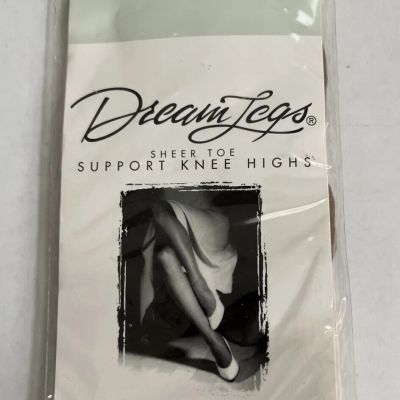 Dream Legs®
SHEER TOE
SUPPORT KNEE HIGHS